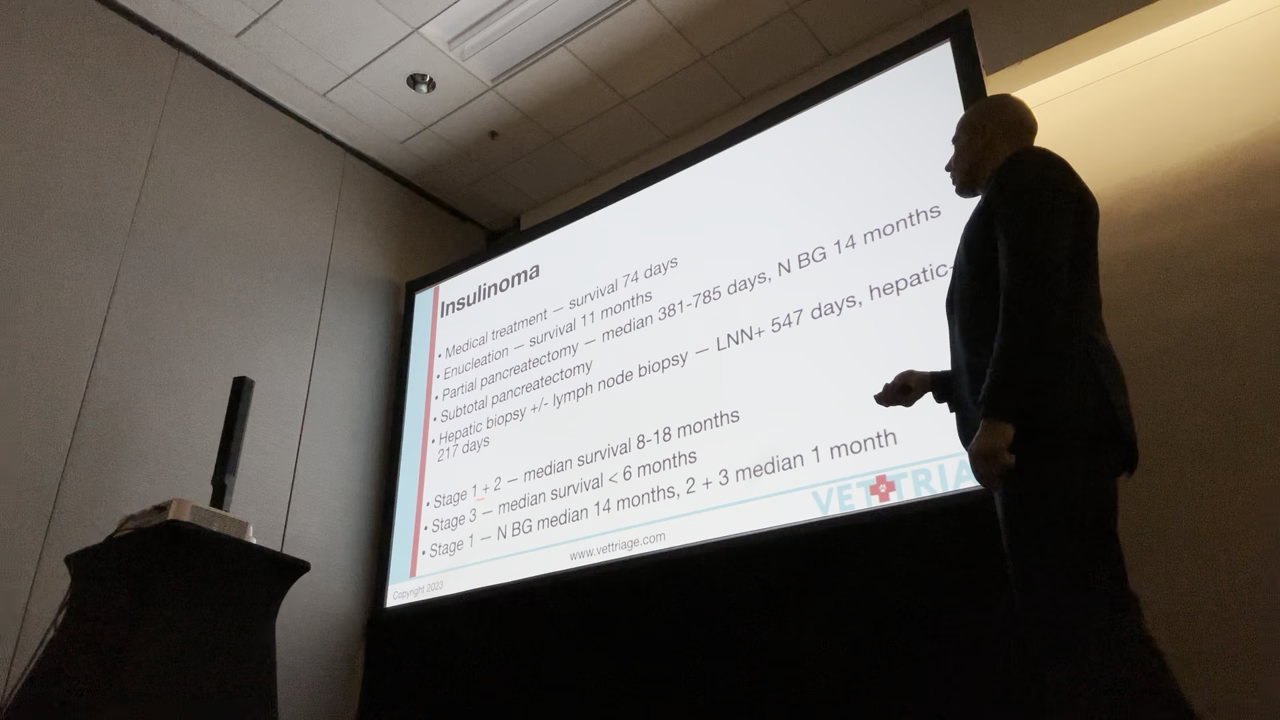 Insulinoma
• Medical treatment – survival 74 days
• Enucleation – survival 11 months
• Partial pancreatectomy – median 381-785 days, N BG 14 months
• Subtotal pancreatectomy
• Hepatic biopsy +/- lymph node biopsy – LNN+ 547 days, hepatic-
217 days
• Stage 1 + 2 – median survival 8-18 months
• Stage 3 – median survival < 6 months
• Stage 1 – N BG median 14 months, 2 + 3 median 1 month
VET TRIA
www.vettriage.com
Copyright 2023